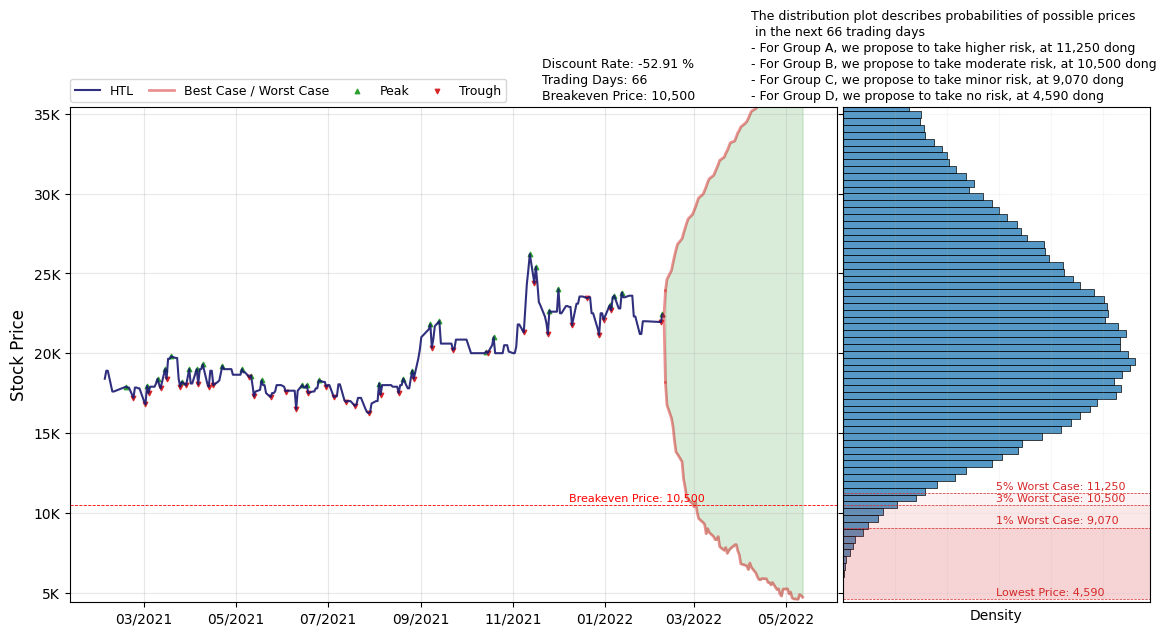 The distribution plot describes probabilities of possible prices
in the next 66 trading days
- For Group A, we propose to take higher risk, at 11,250 dong
- For Group B, we propose to take moderate risk, at 10,500 dong
- For Group C, we propose to take minor risk, at 9,070 dong
- For Group D, we propose to take no risk, at 4,590 dong
Discount Rate: -52.91 %
Trading Days: 66
Breakeven Price: 10,500
HTL
Best Case / Worst Case
Peak
Trough
Stock Price
35K
30K
25K
20K
15K
10K
5K
Breakeven Price: 10,500
5% Worst Case: 11,250
3% Worst Case: 10,500
1% Worst Case: 9,070
Lowest Price: 4,590
03/2021
05/2021
07/2021
09/2021
11/2021
01/2022
03/2022
05/2022
Density